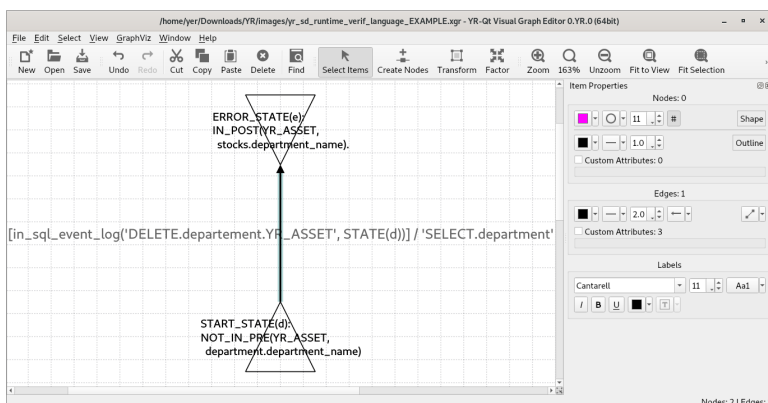 /home/yer/Downloads/YR/images/yr_sd_runtime_verif_language_EXAMPLE.xgr - YR-Qt Visual Graph Editor 0.YR.0 (64bit)
File Edit Select View GraphViz Window Help
New Open Save Undo Redo Cut Copy Paste Delete Find Select Items Create Nodes Transform Factor Zoom 163% Unzoom Fit to View Fit Selection
Item Properties
Nodes: 0
11 # Shape
1.0 Outline
Custom Attributes: 0
Edges: 1
2.0
Custom Attributes: 3
Labels
Cantarell 11 Aa1
I B U T
ERROR_STATE(e):
IN_POST(YR_ASSET,
stocks.department_name).
[in_sql_event_log('DELETE.departement.YR_ASSET', STATE(d))] / 'SELECT.department'
START_STATE(d):
NOT_IN_PRE(YR_ASSET,
department.department_name)
Nodes: 2 | Edges: